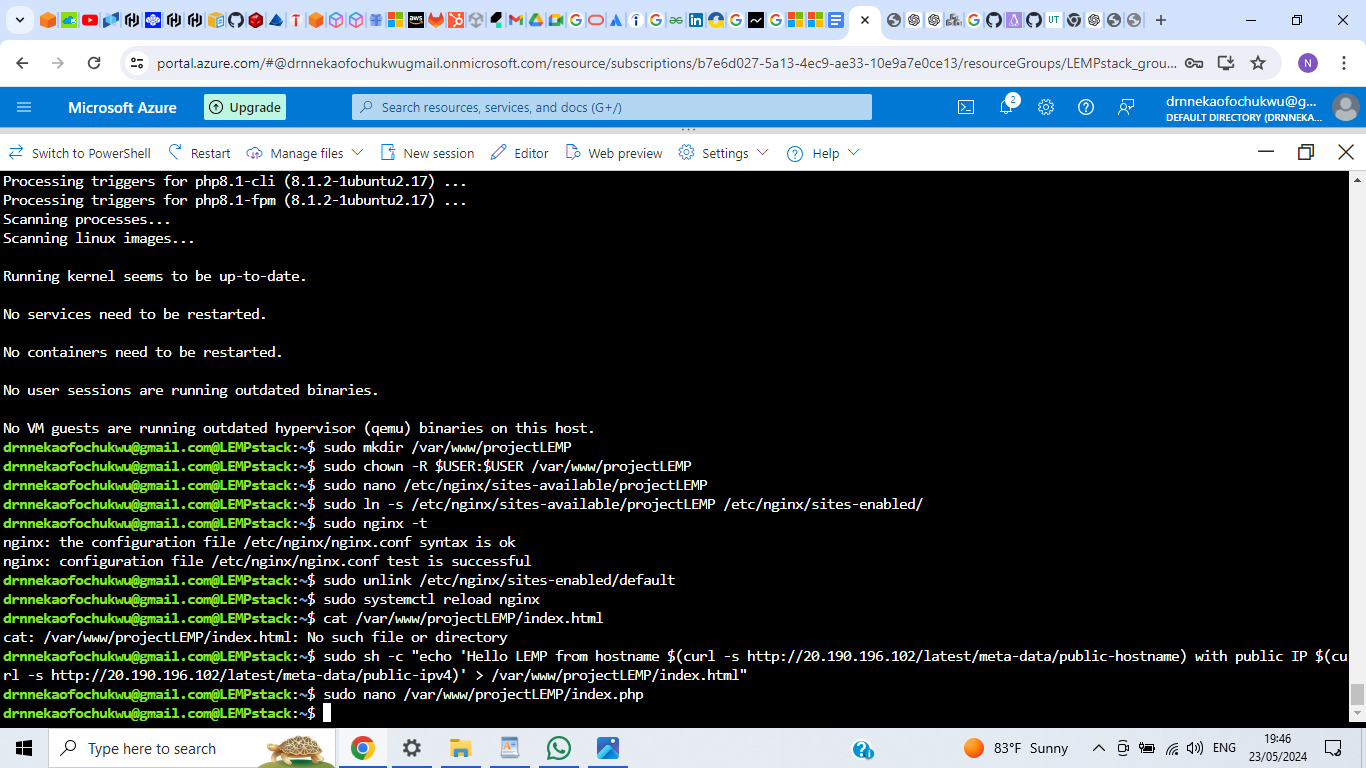 portal.azure.com/#@drnnekaofochukwugmail.onmicrosoft.com/resource/subscriptions/b7e6d027-5a13-4ec9-ae33-10e9a7e0ce13/resourceGroups/LEMPstack_grou...
N
Microsoft Azure
Upgrade
Search resources, services, and docs (G+/)
2
drnnekaofochukwu@g...
DEFAULT DIRECTORY (DRNNEKA...
Switch to PowerShell Restart Manage files New session Editor Web preview Settings Help
Processing triggers for php8.1-cli (8.1.2-1ubuntu2.17) ...
Processing triggers for php8.1-fpm (8.1.2-1ubuntu2.17) ...
Scanning processes...
Scanning linux images...
Running kernel seems to be up-to-date.
No services need to be restarted.
No containers need to be restarted.
No user sessions are running outdated binaries.
No VM guests are running outdated hypervisor (qemu) binaries on this host.
drnnekaofochukwu@gmail.com@LEMPstack:~$ sudo mkdir /var/www/projectLEMP
drnnekaofochukwu@gmail.com@LEMPstack:~$ sudo chown -R $USER:$USER /var/www/projectLEMP
drnnekaofochukwu@gmail.com@LEMPstack:~$ sudo nano /etc/nginx/sites-available/projectLEMP
drnnekaofochukwu@gmail.com@LEMPstack:~$ sudo ln -s /etc/nginx/sites-available/projectLEMP /etc/nginx/sites-enabled/
drnnekaofochukwu@gmail.com@LEMPstack:~$ sudo nginx -t
nginx: the configuration file /etc/nginx/nginx.conf syntax is ok
nginx: configuration file /etc/nginx/nginx.conf test is successful
drnnekaofochukwu@gmail.com@LEMPstack:~$ sudo unlink /etc/nginx/sites-enabled/default
drnnekaofochukwu@gmail.com@LEMPstack:~$ sudo systemctl reload nginx
drnnekaofochukwu@gmail.com@LEMPstack:~$ cat /var/www/projectLEMP/index.html
cat: /var/www/projectLEMP/index.html: No such file or directory
drnnekaofochukwu@gmail.com@LEMPstack:~$ sudo sh -c "echo 'Hello LEMP from hostname $(curl -s http://20.190.196.102/latest/meta-data/public-hostname) with public IP $(cu
rl -s http://20.190.196.102/latest/meta-data/public-ipv4)' > /var/www/projectLEMP/index.html"
drnnekaofochukwu@gmail.com@LEMPstack:~$ sudo nano /var/www/projectLEMP/index.php
drnnekaofochukwu@gmail.com@LEMPstack:~$
Type here to search
83°F Sunny
ENG
19:46
23/05/2024